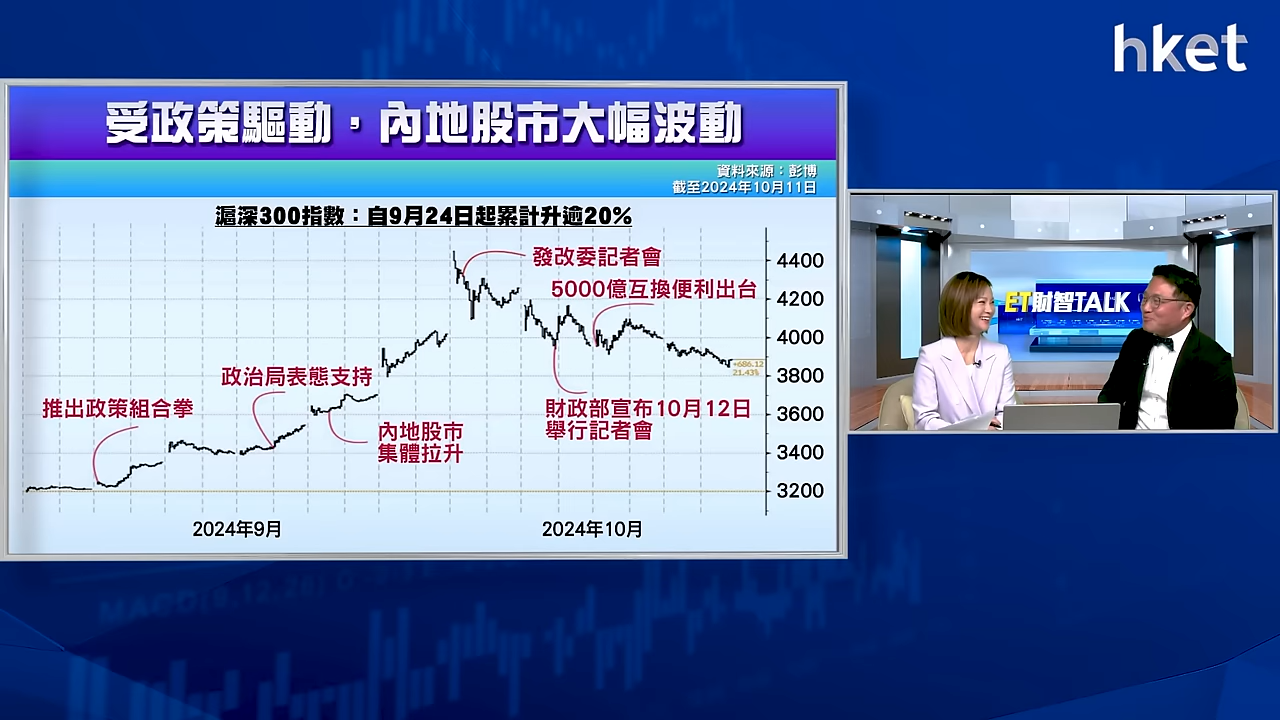 hket
受政策驅動，內地股市大幅波動
資料來源：彭博
截至2024年10月11日
滬深300指數：自9月24日起累計升逾20%
推出政策組合拳
政治局表態支持
內地股市
集體拉升
發改委記者會
5000億互換便利出台
財政部宣布10月12日
舉行記者會
4400
4200
4000
3800
3600
3400
3200
+686.12
21.43%
2024年9月
2024年10月
ET財智TALK